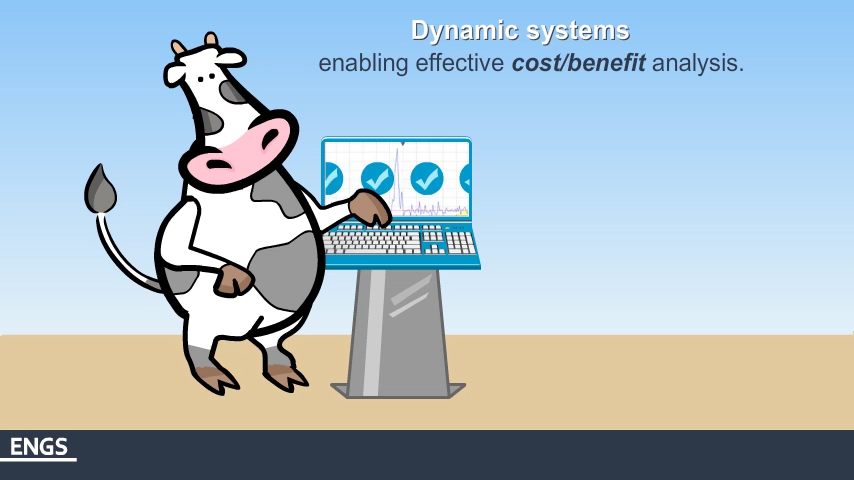 Dynamic systems
enabling effective cost/benefit analysis.
ENGS